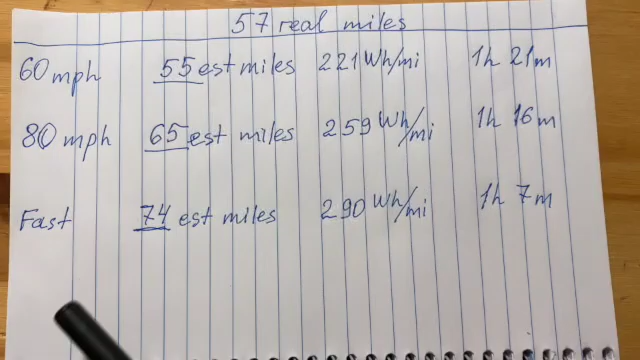 57 real miles
60 mph 55 est miles 221 Wh/mi 1h 21m
80 mph 65 est miles 259 Wh/mi 1h 16m
Fast 74 est miles 290 Wh/mi 1h 7m